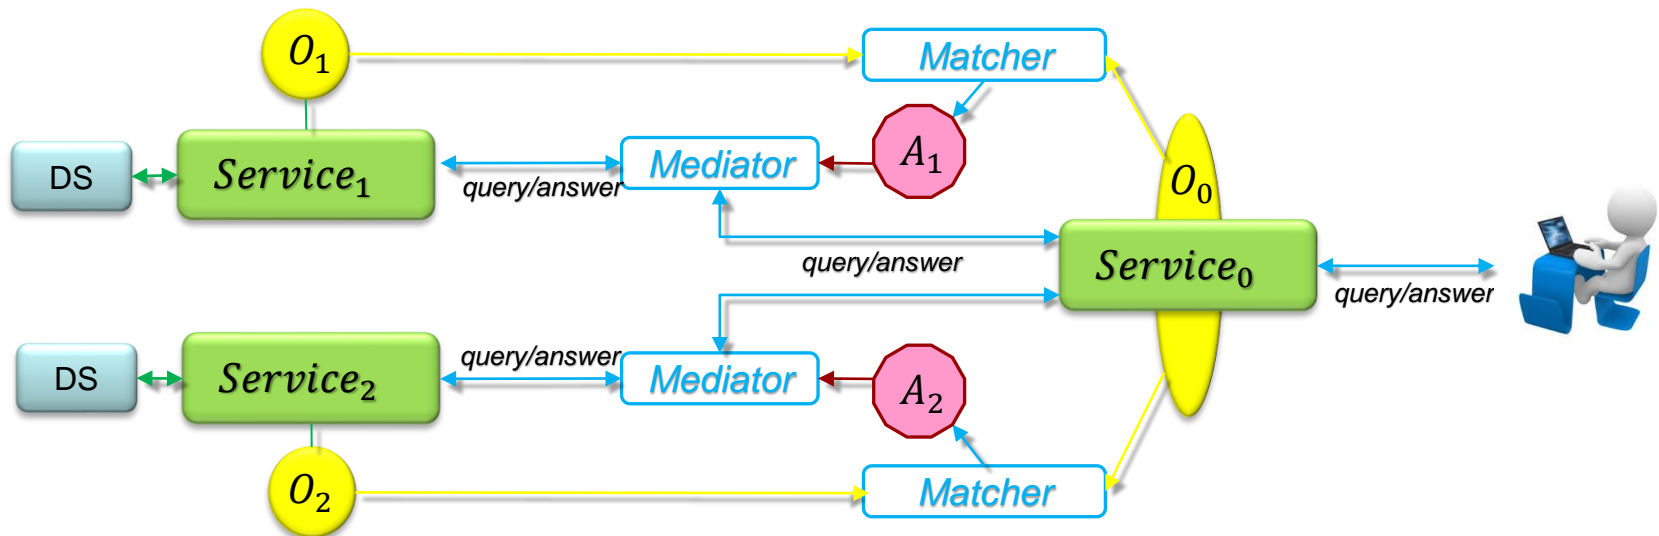 O₁
Matcher
DS
Service₁
query/answer
Mediator
A₁
O₀
query/answer
Service₀
query/answer
DS
Service₂
query/answer
Mediator
A₂
O₂
Matcher